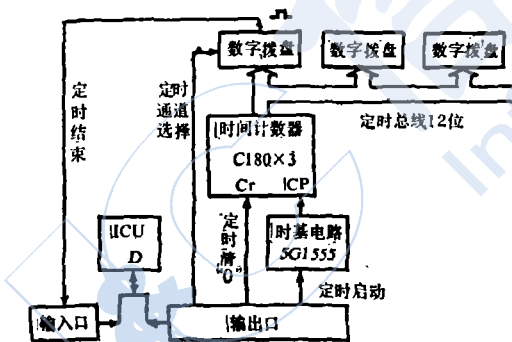 数字拨盘
数字拨盘
数字拨盘
定时结束
定时通道选择
定时总线12位
时间计数器
C180×3
Cr CP
ICU
D
定时清"0"
时基电路
5G1555
定时启动
输入口
输出口